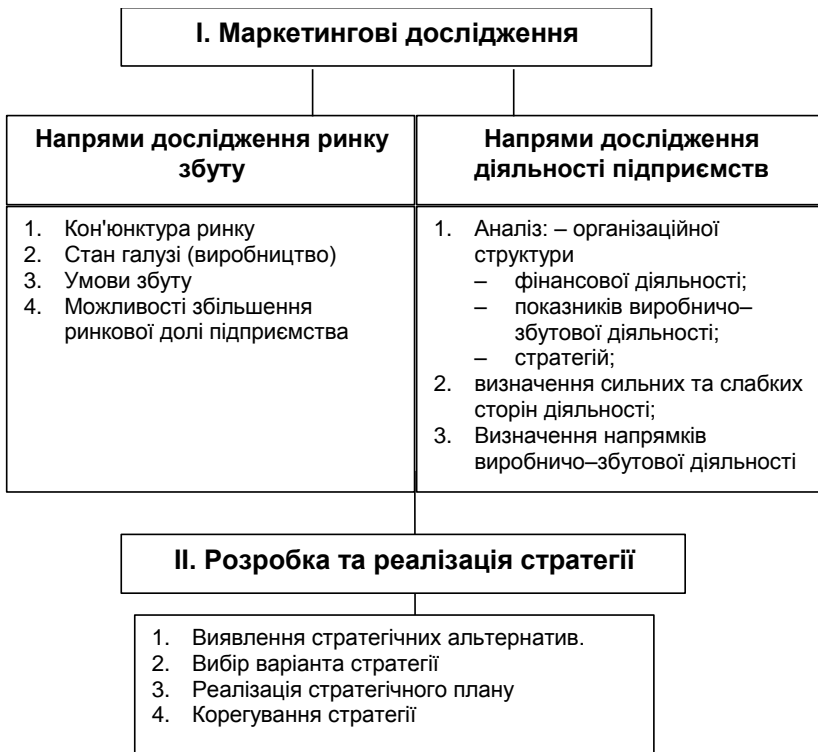 I. Маркетингові дослідження
Напрями дослідження ринку
збуту
1. Кон'юнктура ринку
2. Стан галузі (виробництво)
3. Умови збуту
4. Можливості збільшення
ринкової долі підприємства
Напрями дослідження
діяльності підприємств
1. Аналіз: – організаційної
структури
– фінансової діяльності;
– показників виробничо–
збутової діяльності;
– стратегій;
2. визначення сильних та слабких
сторін діяльності;
3. Визначення напрямків
виробничо–збутової діяльності
II. Розробка та реалізація стратегії
1. Виявлення стратегічних альтернатив.
2. Вибір варіанта стратегії
3. Реалізація стратегічного плану
4. Корегування стратегії